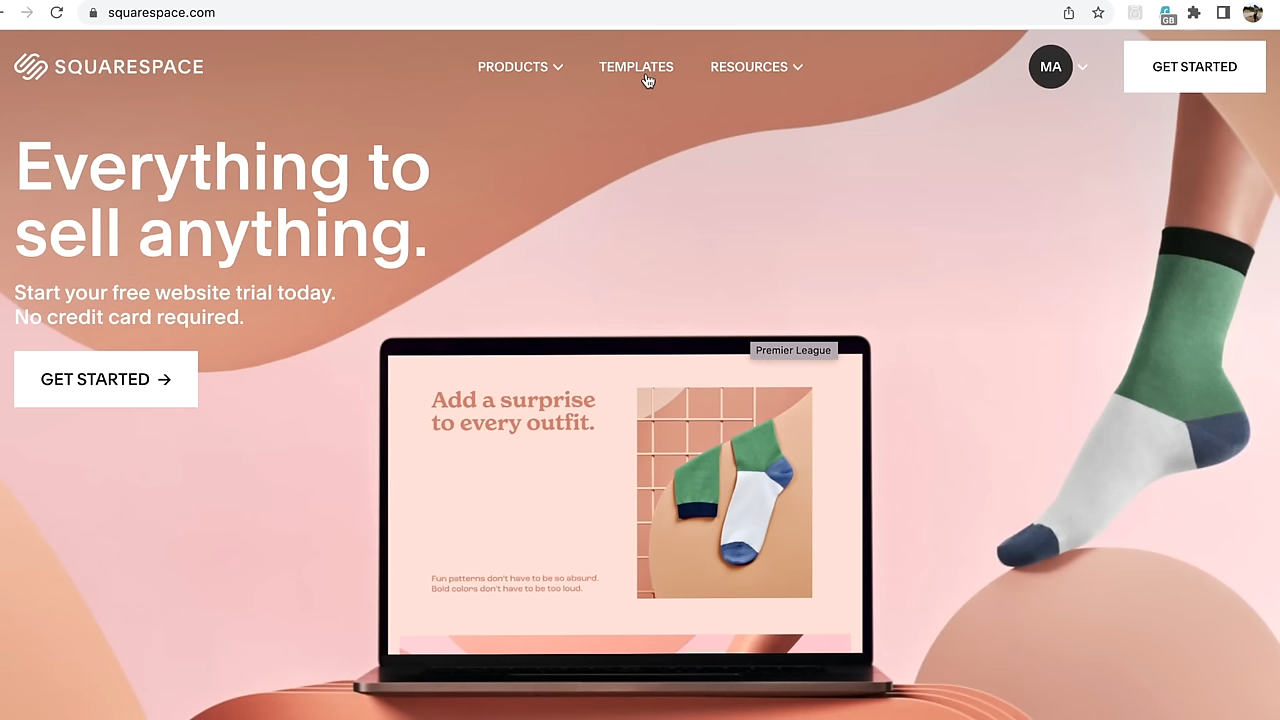 squarespace.com
GB
SQUARESPACE
PRODUCTS
TEMPLATES
RESOURCES
MA
GET STARTED
Everything to
sell anything.
Start your free website trial today.
No credit card required.
GET STARTED →
Premier League
Add a surprise
to every outfit.
Fun patterns don't have to be so absurd.
Bold colors don't have to be too loud.